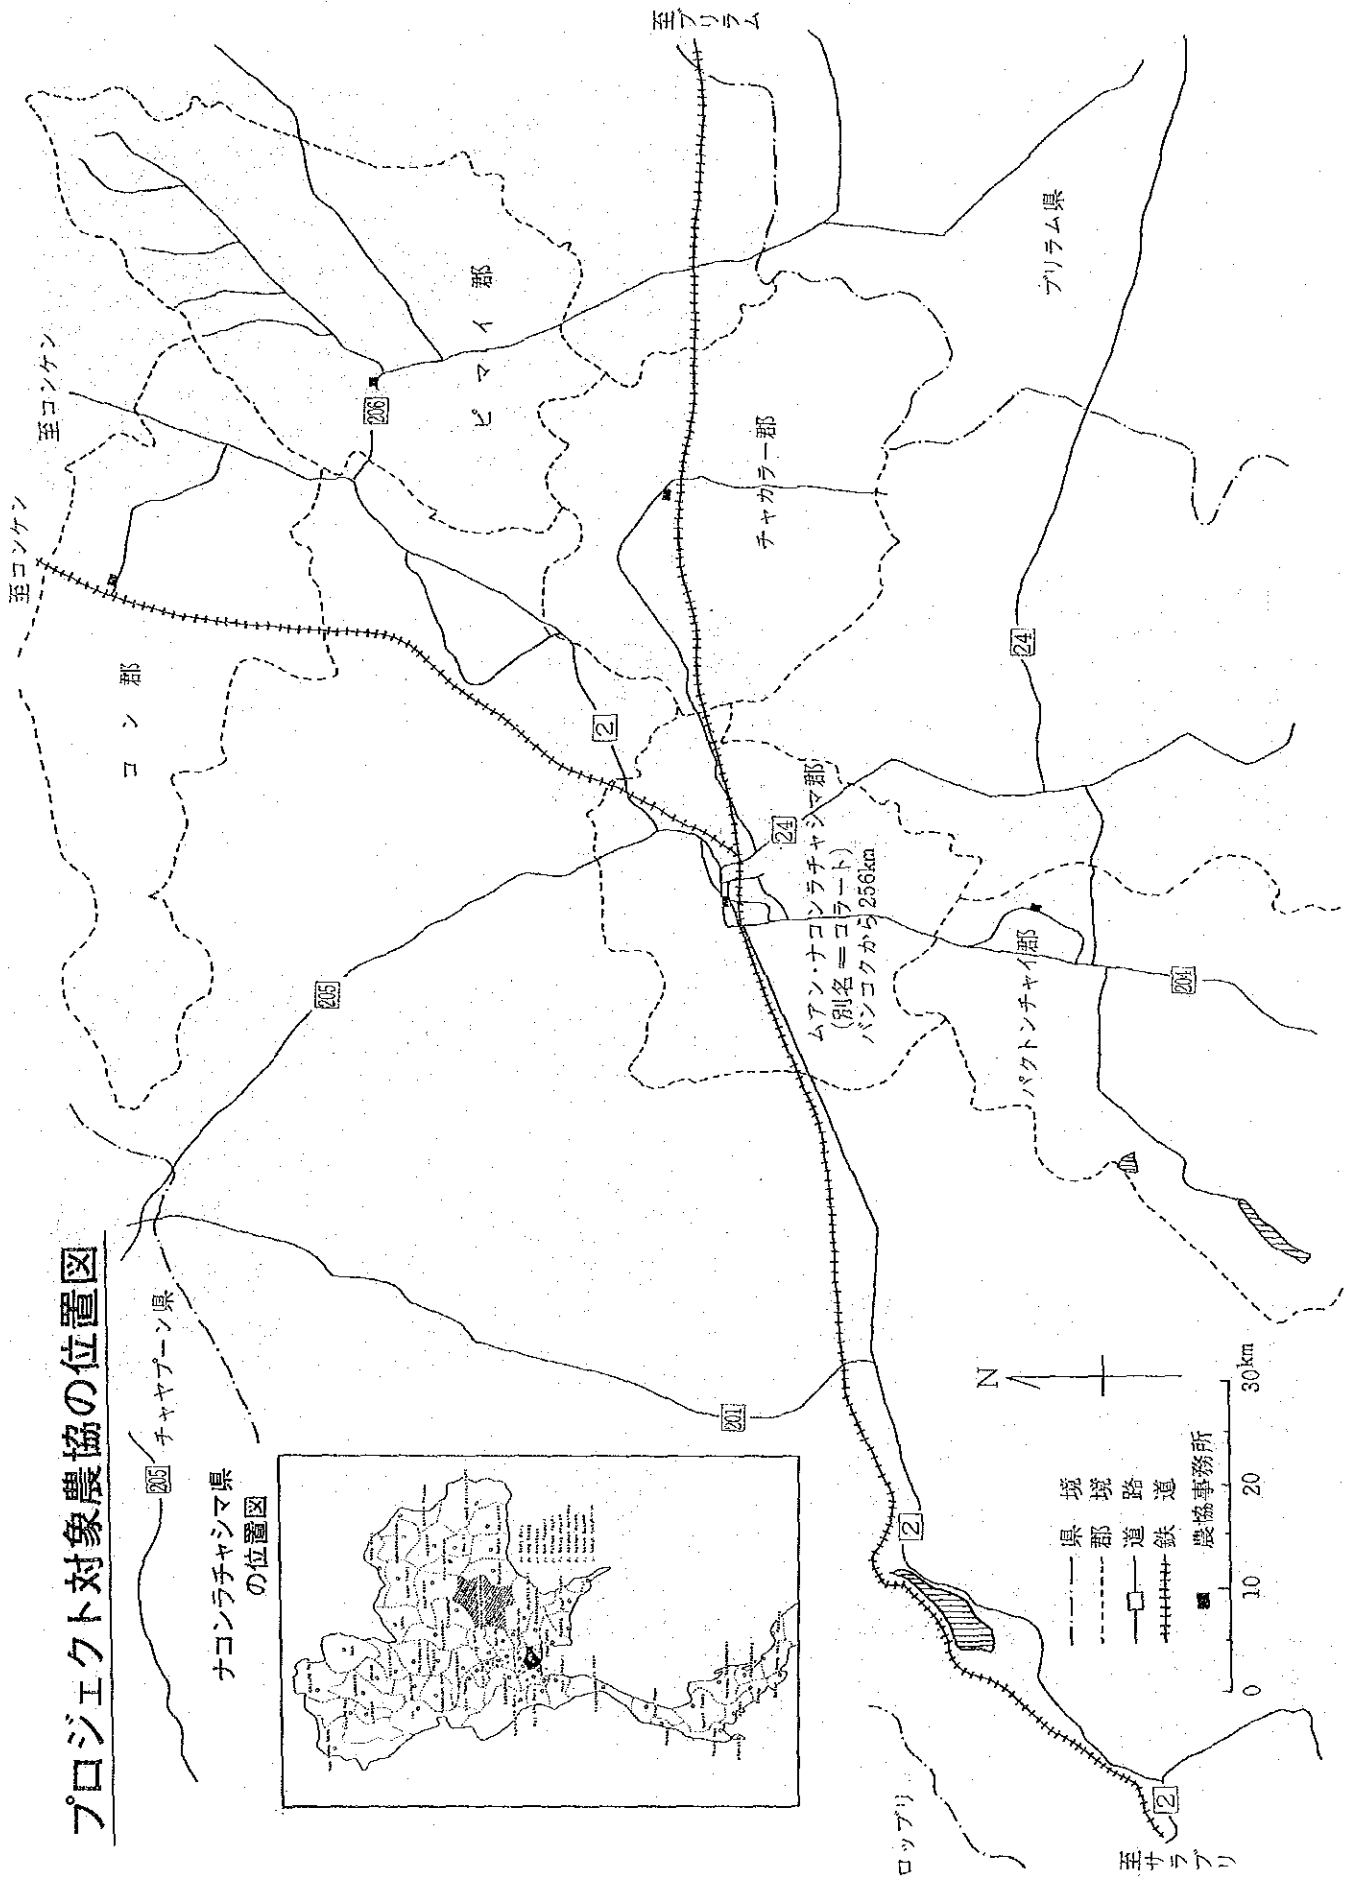 プロジェクト対象農協の位置図
205
チャヤプーン県
ナコンラチャシマ県
の位置図
至コンケン
至コンケン
コン郡
206
ピマイ郡
205
2
201
至ブリラム
チャカラー郡
ブリラム県
24
24
ムアン・ナコンラチャシマ郡
(別名=コラート)
バンコクから256km
パクトンチャイ郡
204
2
ロッブリ
2
至サラブリ
N
県境
郡境
道路
鉄道
農協事務所
0 10 20 30km